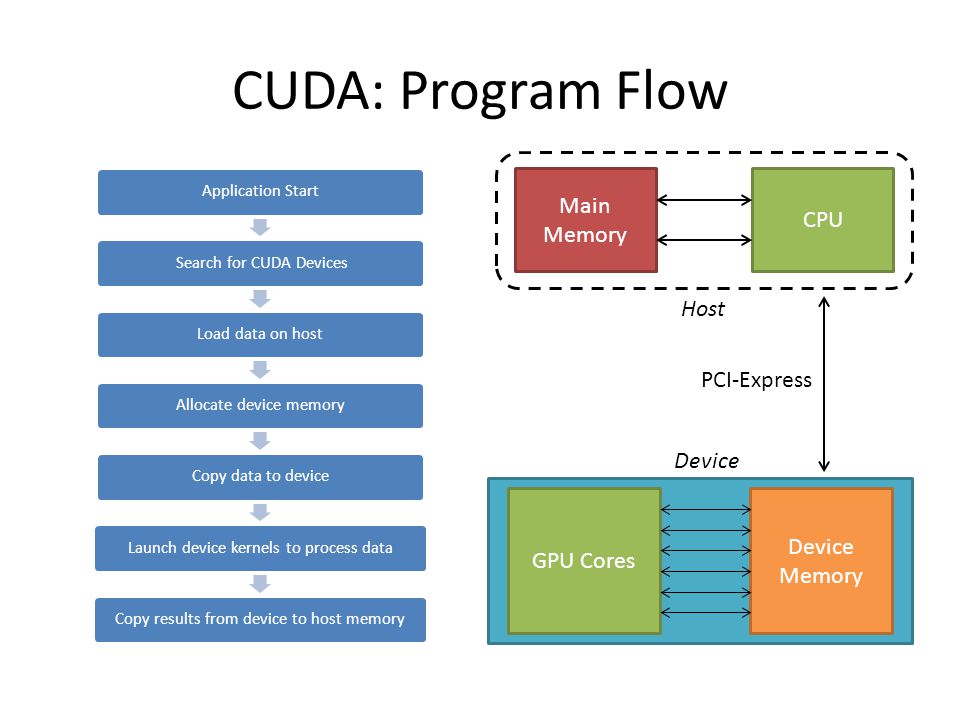 CUDA: Program Flow
Application Start
Search for CUDA Devices
Load data on host
Allocate device memory
Copy data to device
Launch device kernels to process data
Copy results from device to host memory
Main
Memory
CPU
Host
PCI-Express
Device
GPU Cores
Device
Memory